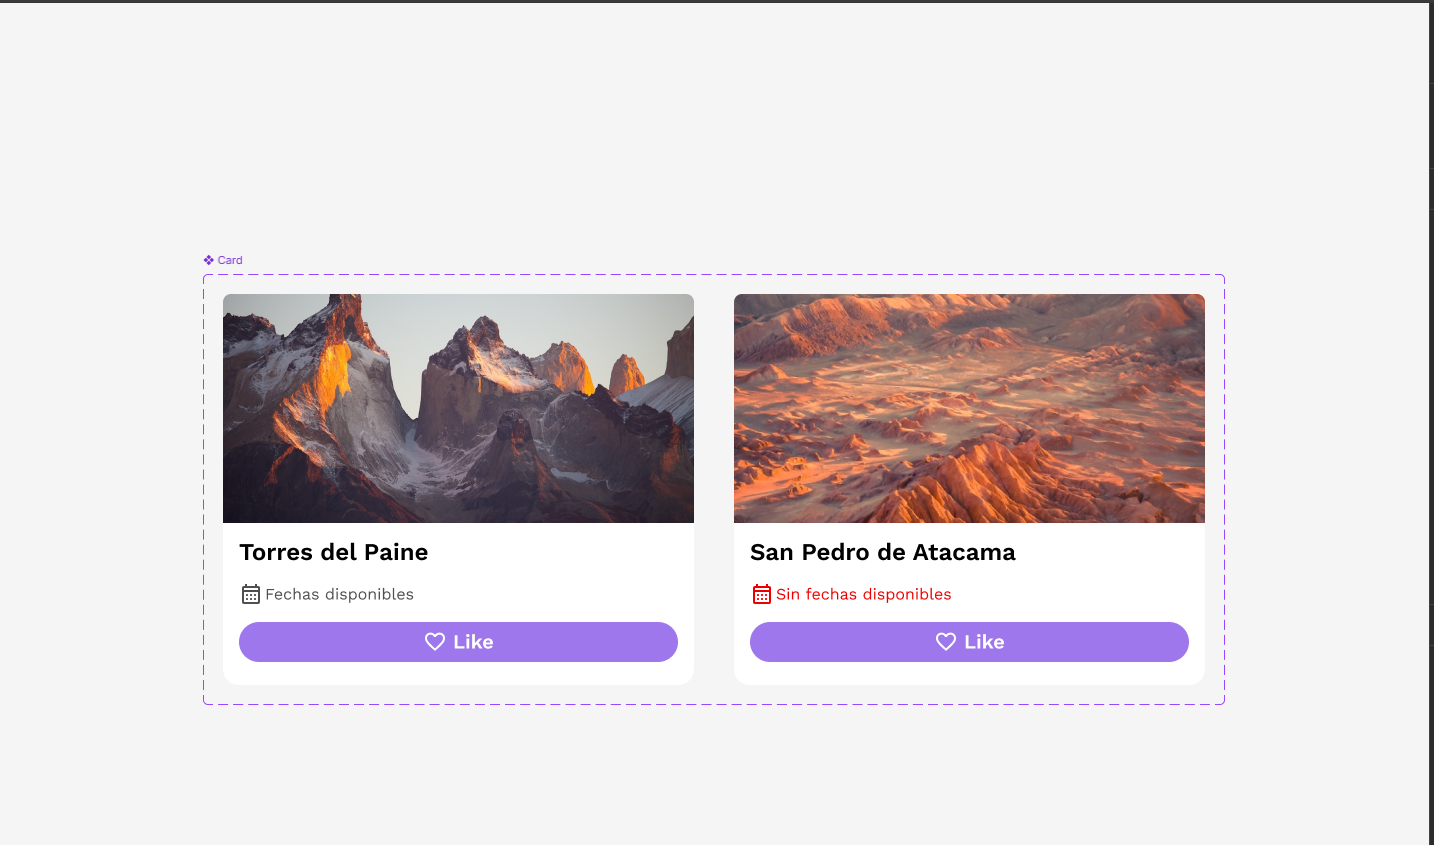 Card
Torres del Paine
Fechas disponibles
Like
San Pedro de Atacama
Sin fechas disponibles
Like